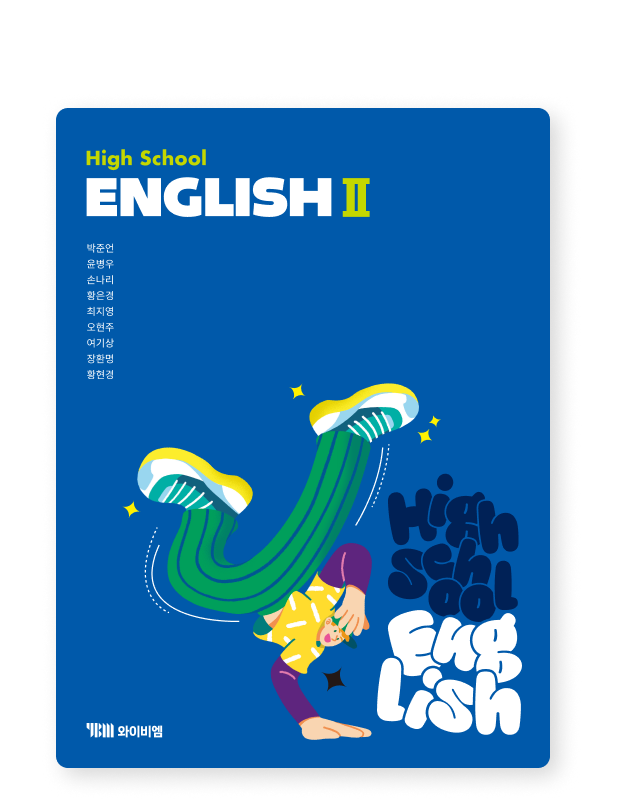 High School
ENGLISH II
박준언
윤병우
손나리
황은경
최지영
오현주
여기상
장환명
황현경
High
School
Eng
Lish
YBM 와이비엠